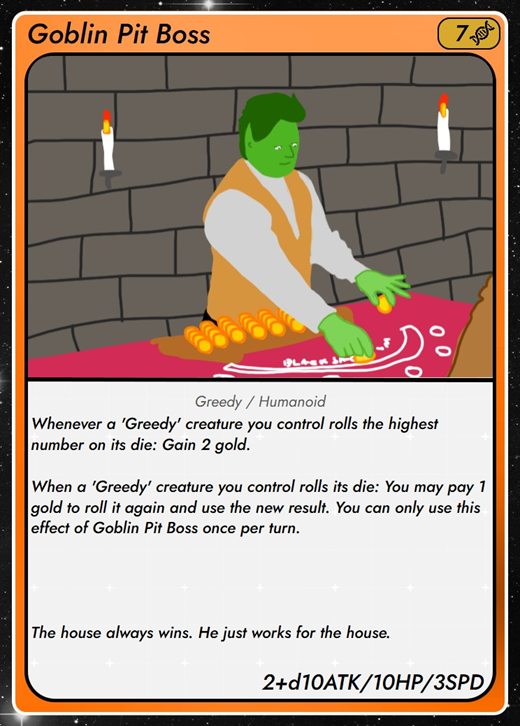 Goblin Pit Boss
7
BLACK JACK
Greedy / Humanoid
Whenever a 'Greedy' creature you control rolls the highest
number on its die: Gain 2 gold.
When a 'Greedy' creature you control rolls its die: You may pay 1
gold to roll it again and use the new result. You can only use this
effect of Goblin Pit Boss once per turn.
The house always wins. He just works for the house.
2+d10ATK/10HP/3SPD